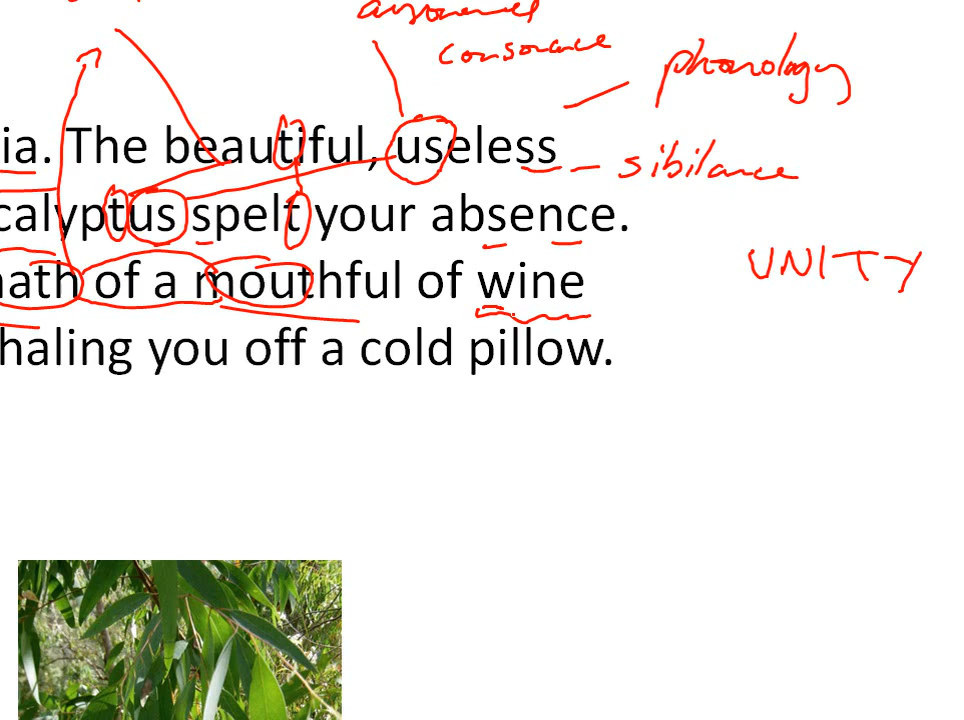 consonance
phonology
ia. The beautiful, useless
sibilance
calyptus spelt your absence.
UNITY
ath of a mouthful of wine
haling you off a cold pillow.